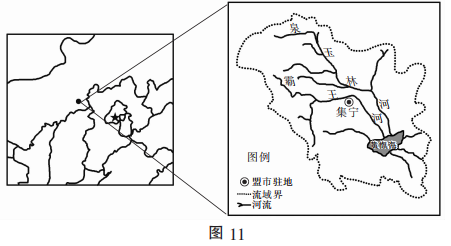 泉
玉
林
河
霸
王
河
集宁
黄旗海
图例
盟市驻地
流域界
河流
图 11